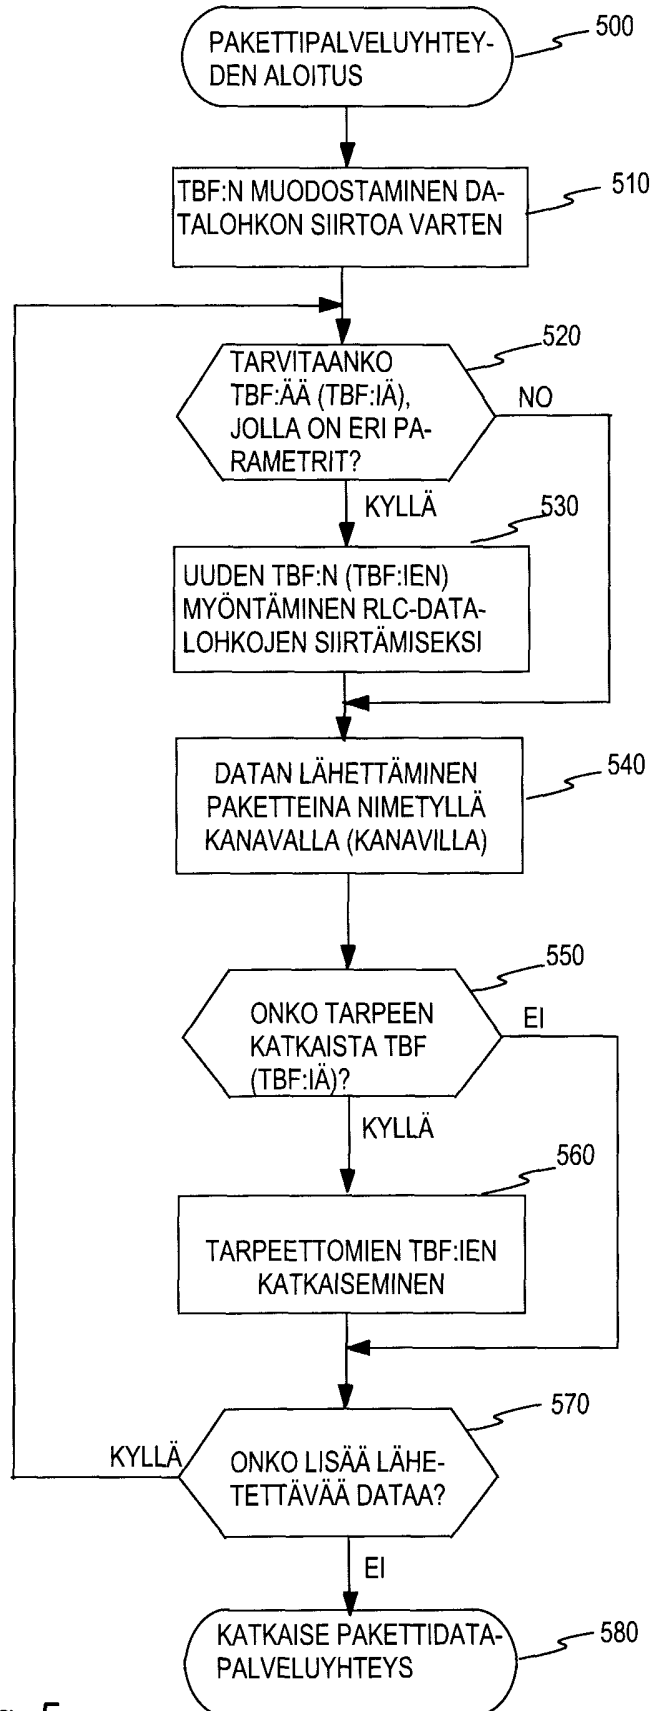 PAKETTIPALVELUYHTEY-
DEN ALOITUS
500
TBF:N MUODOSTAMINEN DA-
TALOHKON SIIRTOA VARTEN
510
520
TARVITAANKO
TBF:ÄÄ (TBF:IÄ),
JOLLA ON ERI PA-
RAMETRIT?
NO
KYLLÄ
530
UUDEN TBF:N (TBF:IEN)
MYÖNTÄMINEN RLC-DATA-
LOHKOJEN SIIRTÄMISEKSI
DATAN LÄHETTÄMINEN
PAKETTEINA NIMETYLLÄ
KANAVALLA (KANAVILLA)
540
550
ONKO TARPEEN
KATKAISTA TBF
(TBF:IÄ)?
EI
KYLLÄ
560
TARPEETTOMIEN TBF:IEN
KATKAISEMINEN
570
KYLLÄ
ONKO LISÄÄ LÄHE-
TETTÄVÄÄ DATAA?
EI
KATKAISE PAKETTIDATA-
PALVELUYHTEYS
580